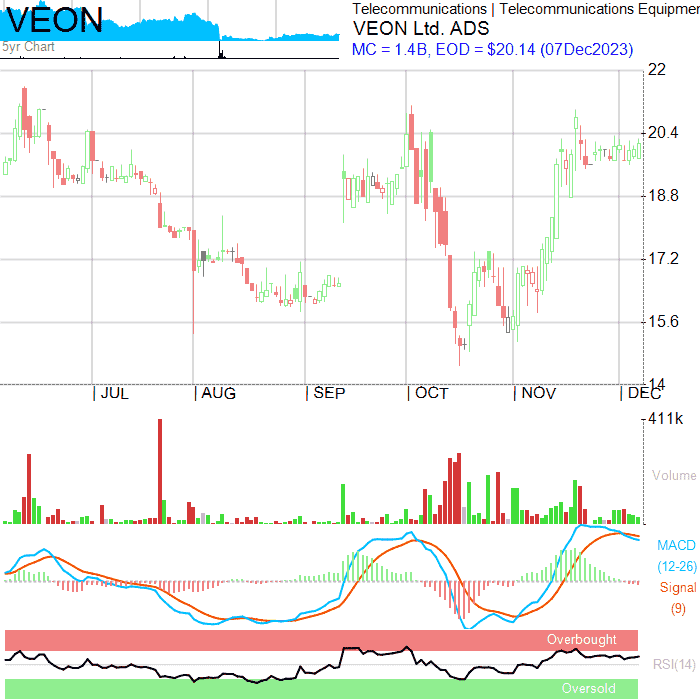 VEON
5yr Chart
Telecommunications | Telecommunications Equipmen
VEON Ltd. ADS
MC = 1.4B, EOD = $20.14 (07Dec2023)
22
20.4
18.8
17.2
15.6
14
JUL AUG SEP OCT NOV DEC
411k
Volume
MACD
(12-26)
Signal
(9)
Overbought
RSI(14)
Oversold